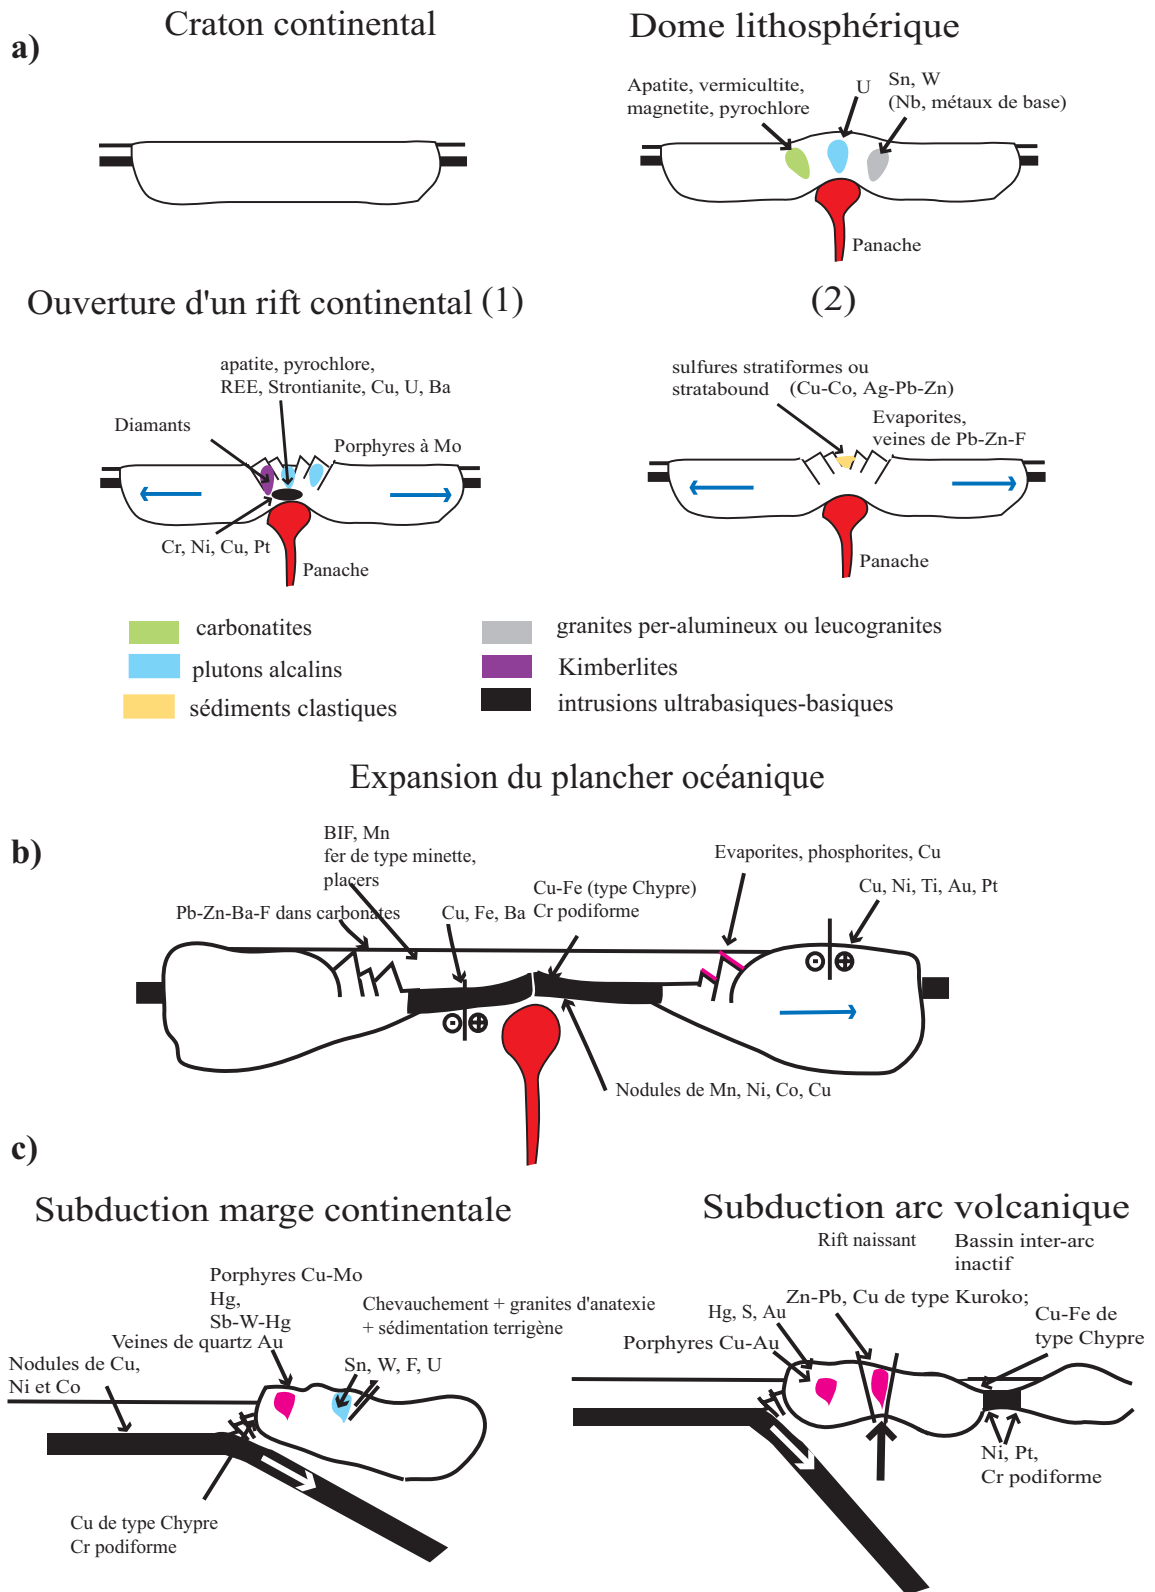 a)
Craton continental
Dome lithosphérique
Apatite, vermicultite,
magnetite, pyrochlore
U
Sn, W
(Nb, métaux de base)
Panache
Ouverture d'un rift continental (1)
(2)
apatite, pyrochlore,
REE, Strontianite, Cu, U, Ba
Diamants
Porphyres à Mo
Cr, Ni, Cu, Pt
Panache
sulfures stratiformes ou
stratabound (Cu-Co, Ag-Pb-Zn)
Evaporites,
veines de Pb-Zn-F
Panache
carbonatites
plutons alcalins
sédiments clastiques
granites per-alumineux ou leucogranites
Kimberlites
intrusions ultrabasiques-basiques
Expansion du plancher océanique
b)
BIF, Mn
fer de type minette,
placers
Pb-Zn-Ba-F dans carbonates
Cu, Fe, Ba
Cu-Fe (type Chypre)
Cr podiforme
Evaporites, phosphorites, Cu
Cu, Ni, Ti, Au, Pt
Nodules de Mn, Ni, Co, Cu
c)
Subduction marge continentale
Porphyres Cu-Mo
Hg,
Sb-W-Hg
Veines de quartz Au
Chevauchement + granites d'anatexie
+ sédimentation terrigène
Nodules de Cu,
Ni et Co
Sn, W, F, U
Cu de type Chypre
Cr podiforme
Subduction arc volcanique
Rift naissant
Bassin inter-arc
inactif
Zn-Pb, Cu de type Kuroko;
Hg, S, Au
Porphyres Cu-Au
Cu-Fe de
type Chypre
Ni, Pt,
Cr podiforme